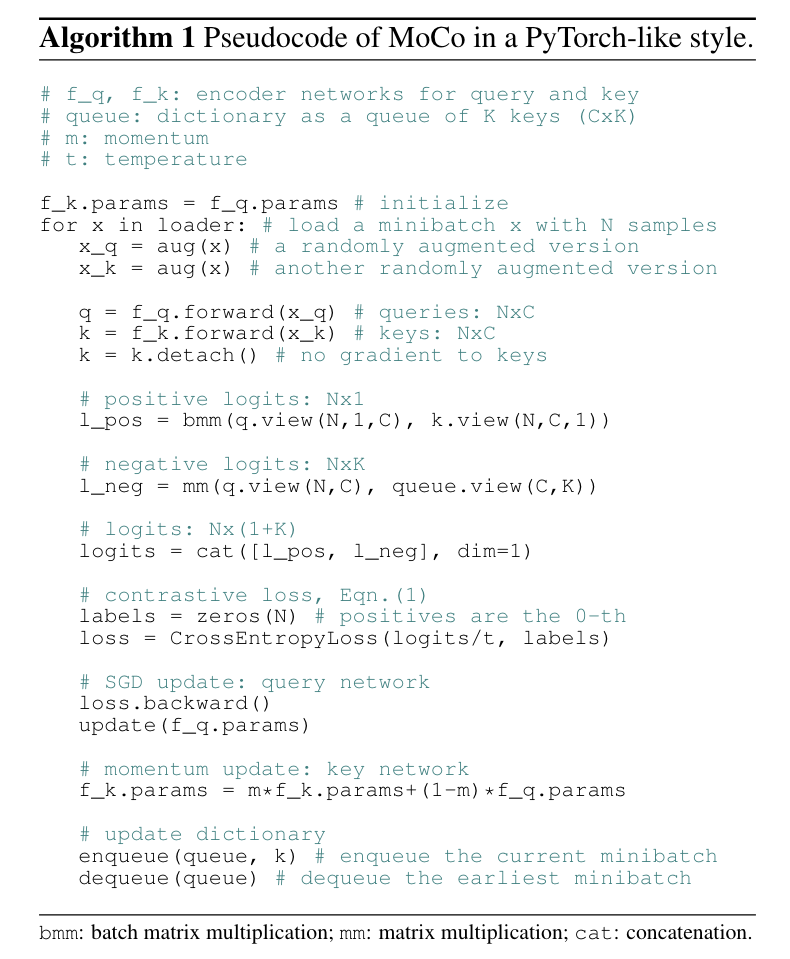 Algorithm 1 Pseudocode of MoCo in a PyTorch-like style.
# f_q, f_k: encoder networks for query and key
# queue: dictionary as a queue of K keys (CxK)
# m: momentum
# t: temperature
f_k.params = f_q.params # initialize
for x in loader: # load a minibatch x with N samples
x_q = aug(x) # a randomly augmented version
x_k = aug(x) # another randomly augmented version
q = f_q.forward(x_q) # queries: NxC
k = f_k.forward(x_k) # keys: NxC
k = k.detach() # no gradient to keys
# positive logits: Nx1
l_pos = bmm(q.view(N,1,C), k.view(N,C,1))
# negative logits: NxK
l_neg = mm(q.view(N,C), queue.view(C,K))
# logits: Nx(1+K)
logits = cat([l_pos, l_neg], dim=1)
# contrastive loss, Eqn.(1)
labels = zeros(N) # positives are the 0-th
loss = CrossEntropyLoss(logits/t, labels)
# SGD update: query network
loss.backward()
update(f_q.params)
# momentum update: key network
f_k.params = m*f_k.params+(1-m)*f_q.params
# update dictionary
enqueue(queue, k) # enqueue the current minibatch
dequeue(queue) # dequeue the earliest minibatch
bmm: batch matrix multiplication; mm: matrix multiplication; cat: concatenation.